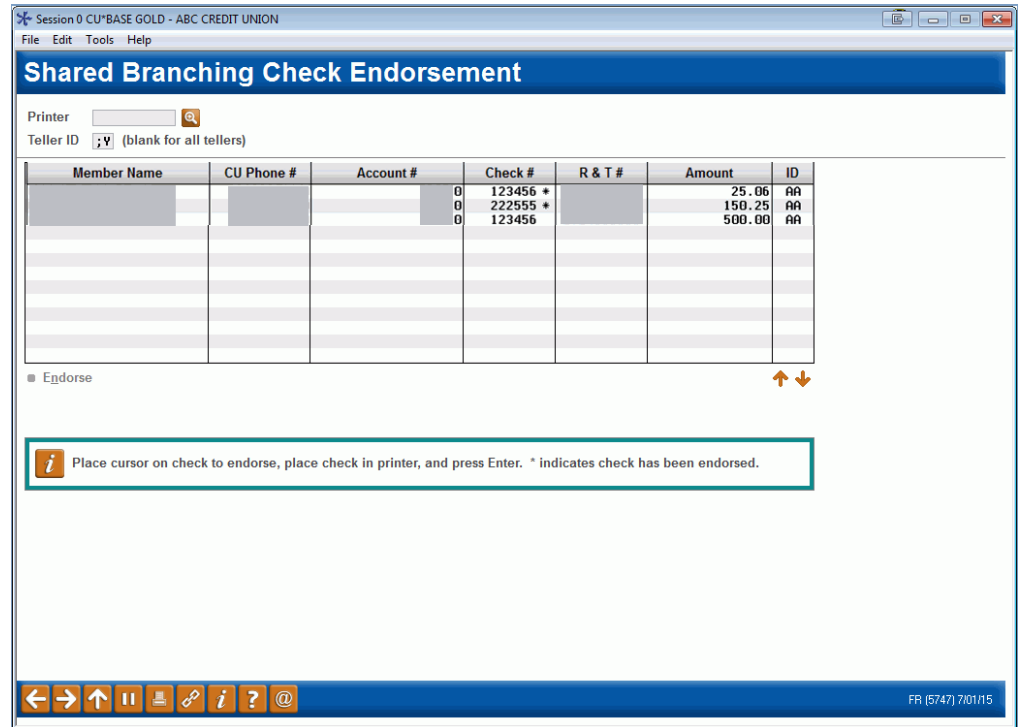 Session 0 CU*BASE GOLD - ABC CREDIT UNION
File Edit Tools Help
Shared Branching Check Endorsement
Printer
Teller ID ;Y (blank for all tellers)
Member Name CU Phone # Account # Check # R & T # Amount ID
0 123456 * 25.06 AA
0 222555 * 150.25 AA
0 123456 500.00 AA
Endorse
i Place cursor on check to endorse, place check in printer, and press Enter. * indicates check has been endorsed.
i ? @ FR (5747) 7/01/15